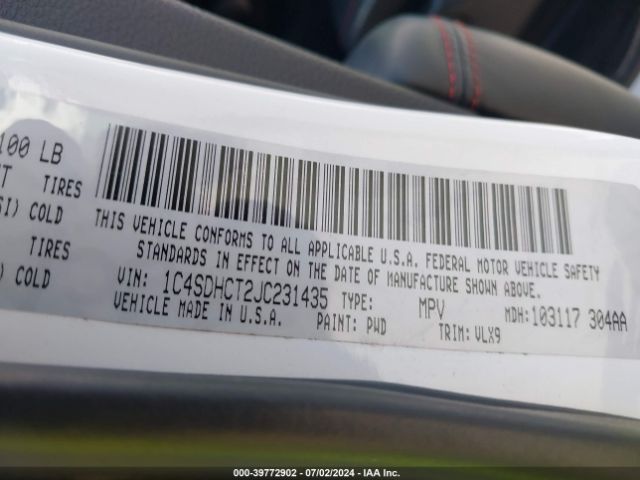 100 LB
TIRES
SI) COLD
TIRES
COLD
THIS VEHICLE CONFORMS TO ALL APPLICABLE U.S.A. FEDERAL MOTOR VEHICLE SAFETY
STANDARDS IN EFFECT ON THE DATE OF MANUFACTURE SHOWN ABOVE.
VIN: 1C4SDHCT2JC231435 TYPE: MPV MDH: 103117 304AA
VEHICLE MADE IN U.S.A. PAINT: PWD TRIM: VLX9
000-39772902 - 07/02/2024 - IAA Inc.